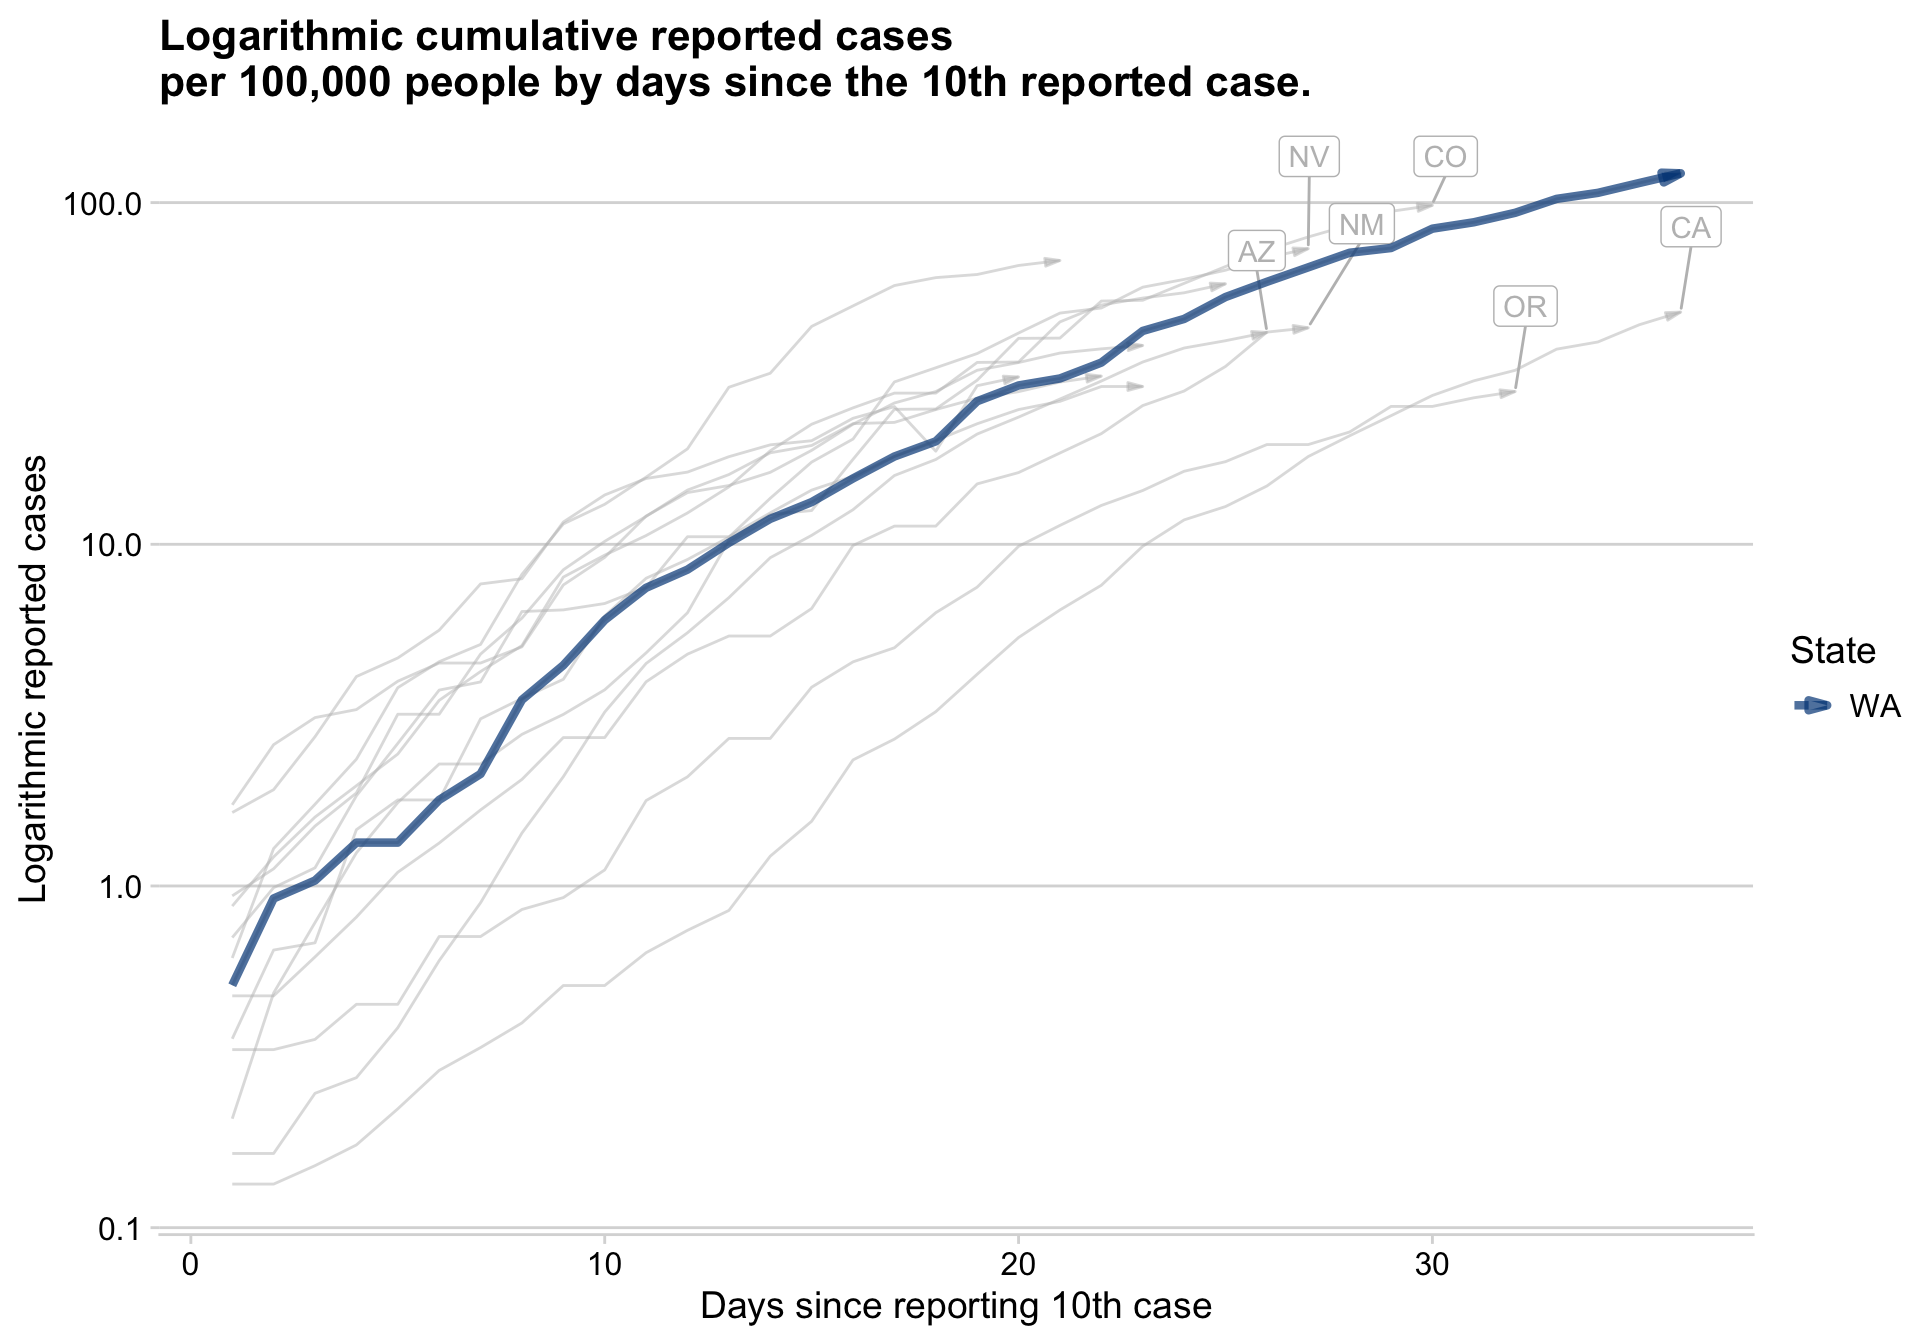 Logarithmic cumulative reported cases
per 100,000 people by days since the 10th reported case.
NV
CO
100.0
NM
CA
AZ
OR
Logarithmic reported cases
10.0
State
WA
1.0
0.1
0
10
20
30
Days since reporting 10th case